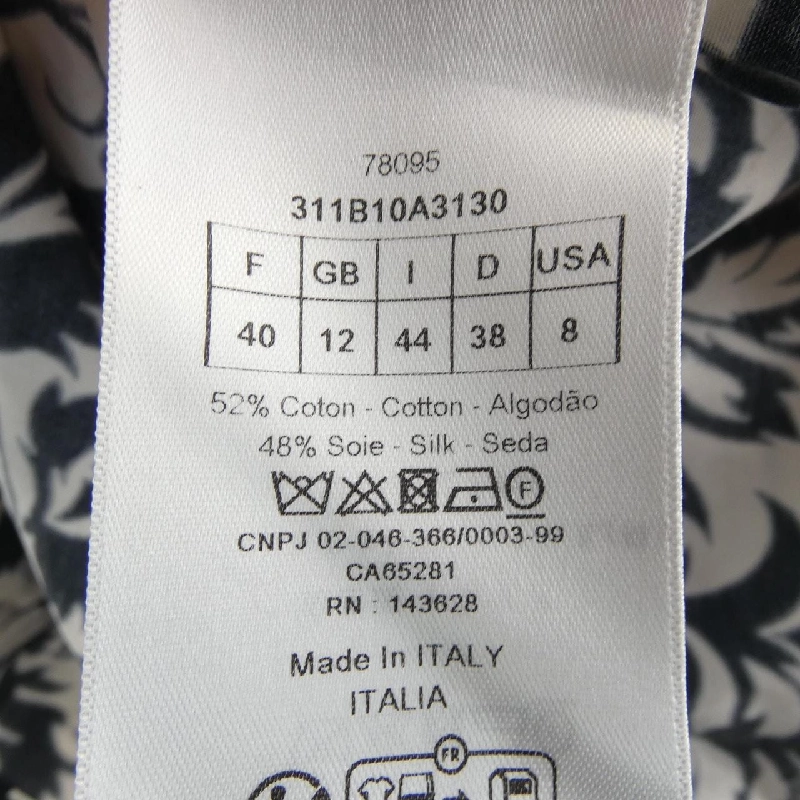 78095
311B10A3130
F GB I D USA
40 12 44 38 8
52% Coton - Cotton - Algodão
48% Soie - Silk - Seda
F
CNPJ 02-046-366/0003-99
CA65281
RN : 143628
Made In ITALY
ITALIA
FR